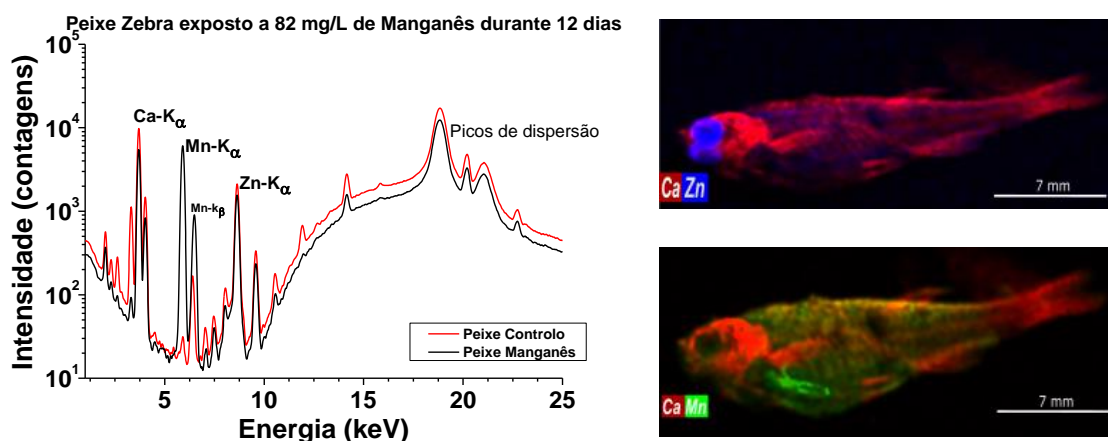 Peixe Zebra exposto a 82 mg/L de Manganês durante 12 dias
Intensidade (contagens)
10⁵
10⁴
10³
10²
10¹
Ca-Kα
Mn-Kα
Mn-kβ
Zn-Kα
Picos de dispersão
Peixe Controlo
Peixe Manganês
5 10 15 20 25
Energia (keV)
Ca Zn
7 mm
Ca Mn
7 mm